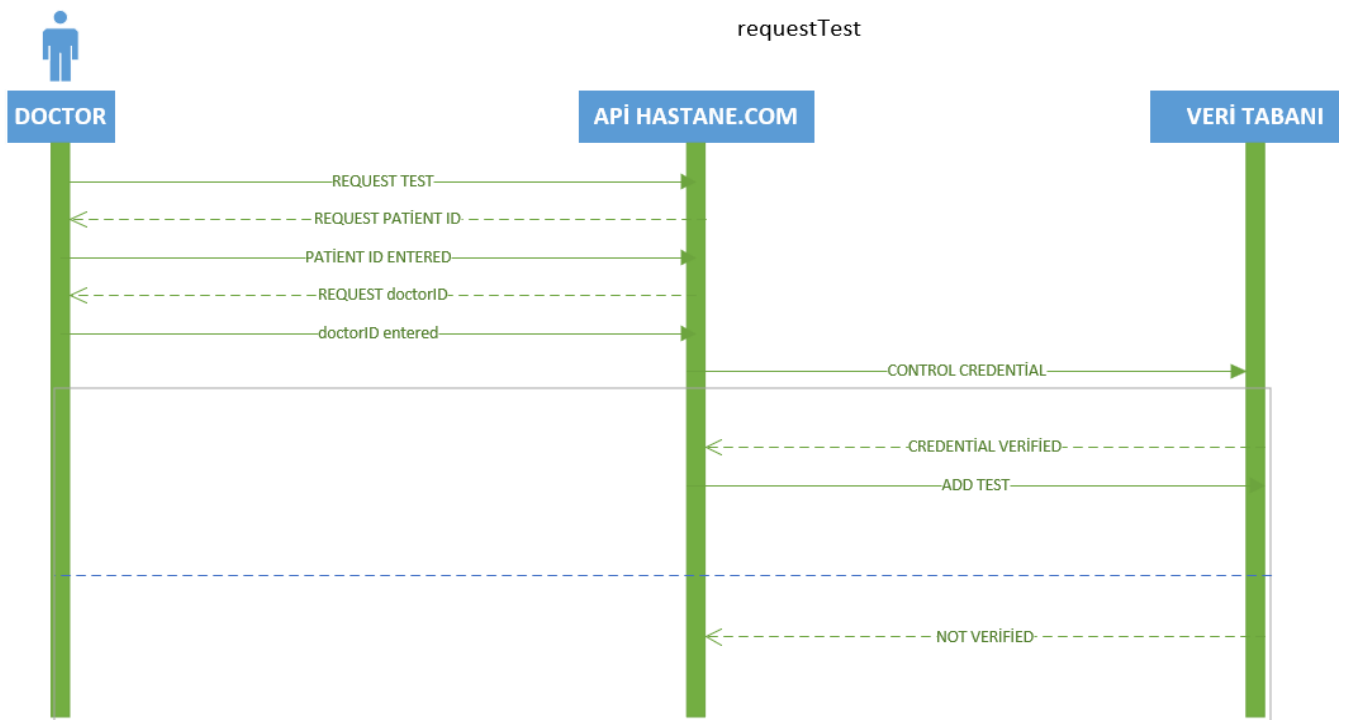 requestTest
DOCTOR
APİ HASTANE.COM
VERİ TABANI
REQUEST TEST
REQUEST PATİENT ID
PATİENT ID ENTERED
REQUEST doctorID
doctorID entered
CONTROL CREDENTİAL
CREDENTİAL VERİFİED
ADD TEST
NOT VERİFİED